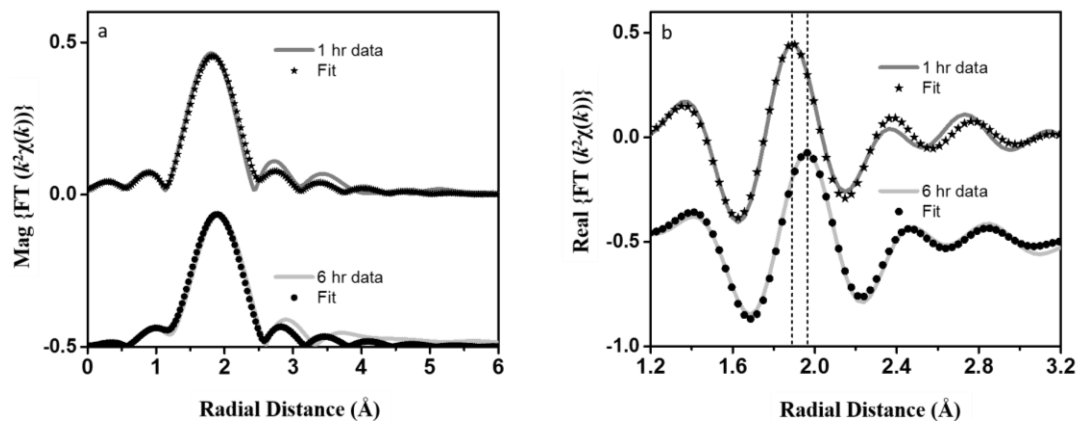 a
0.5
0.0
-0.5
Mag {FT (k²χ(k))}
1 hr data
Fit
6 hr data
Fit
0 1 2 3 4 5 6
Radial Distance (Å)
b
0.5
0.0
-0.5
-1.0
Real {FT (k²χ(k))}
1 hr data
Fit
6 hr data
Fit
1.2 1.6 2.0 2.4 2.8 3.2
Radial Distance (Å)